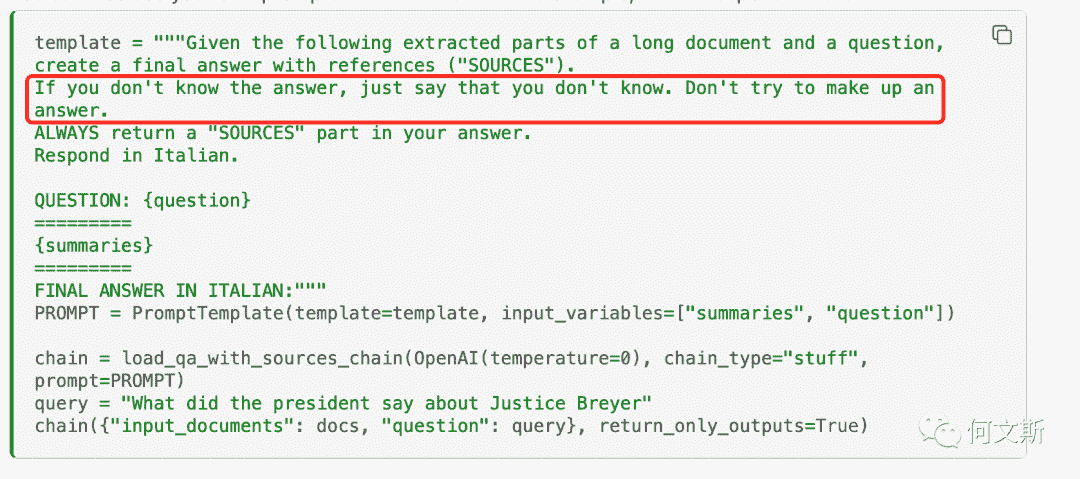 template = """Given the following extracted parts of a long document and a question,
create a final answer with references ("SOURCES").
If you don't know the answer, just say that you don't know. Don't try to make up an
answer.
ALWAYS return a "SOURCES" part in your answer.
Respond in Italian.
QUESTION: {question}
=========
{summaries}
=========
FINAL ANSWER IN ITALIAN:"""
PROMPT = PromptTemplate(template=template, input_variables=["summaries", "question"])
chain = load_qa_with_sources_chain(OpenAI(temperature=0), chain_type="stuff",
prompt=PROMPT)
query = "What did the president say about Justice Breyer"
chain({"input_documents": docs, "question": query}, return_only_outputs=True)
何文斯